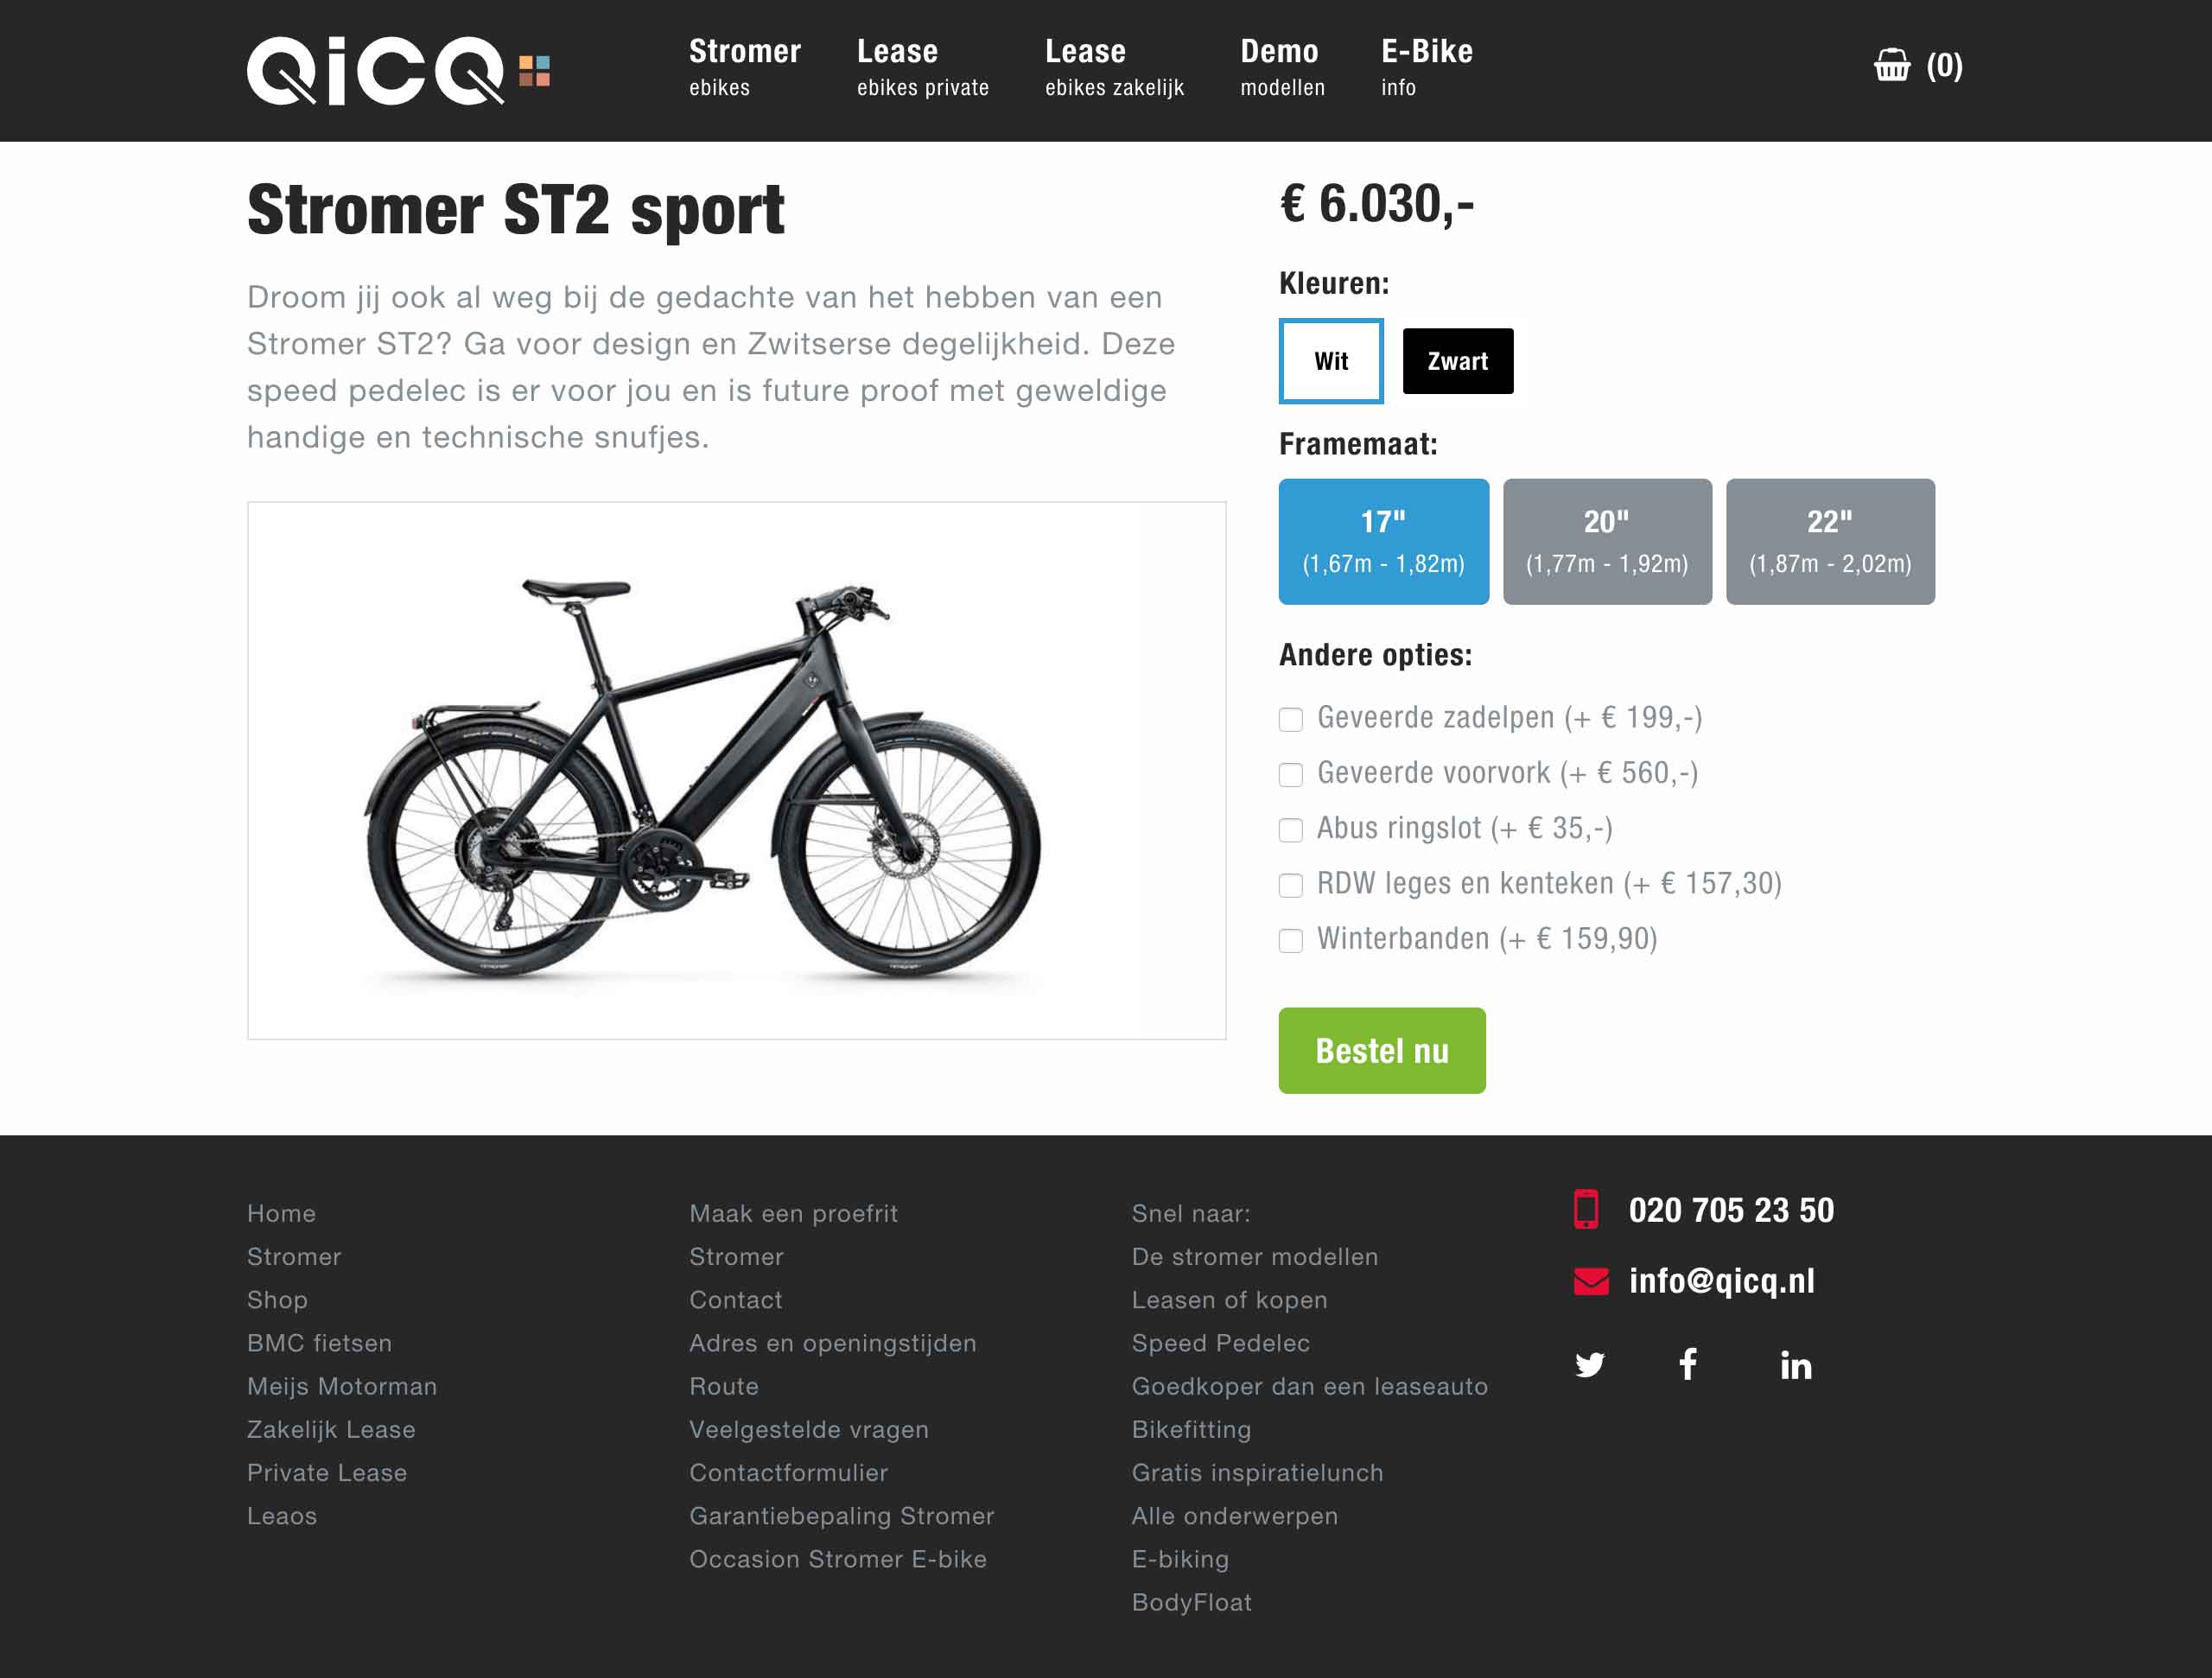 QiCQ
Stromer
ebikes
Lease
ebikes private
Lease
ebikes zakelijk
Demo
modellen
E-Bike
info
(0)
Stromer ST2 sport
Droom jij ook al weg bij de gedachte van het hebben van een
Stromer ST2? Ga voor design en Zwitserse degelijkheid. Deze
speed pedelec is er voor jou en is future proof met geweldige
handige en technische snufjes.
€ 6.030,-
Kleuren:
Wit
Zwart
Framemaat:
17"
(1,67m - 1,82m)
20"
(1,77m - 1,92m)
22"
(1,87m - 2,02m)
Andere opties:
Geveerde zadelpen (+ € 199,-)
Geveerde voorvork (+ € 560,-)
Abus ringslot (+ € 35,-)
RDW leges en kenteken (+ € 157,30)
Winterbanden (+ € 159,90)
Bestel nu
Home
Stromer
Shop
BMC fietsen
Meijs Motorman
Zakelijk Lease
Private Lease
Leaos
Maak een proefrit
Stromer
Contact
Adres en openingstijden
Route
Veelgestelde vragen
Contactformulier
Garantiebepaling Stromer
Occasion Stromer E-bike
Snel naar:
De stromer modellen
Leasen of kopen
Speed Pedelec
Goedkoper dan een leaseauto
Bikefitting
Gratis inspiratielunch
Alle onderwerpen
E-biking
BodyFloat
020 705 23 50
info@qicq.nl